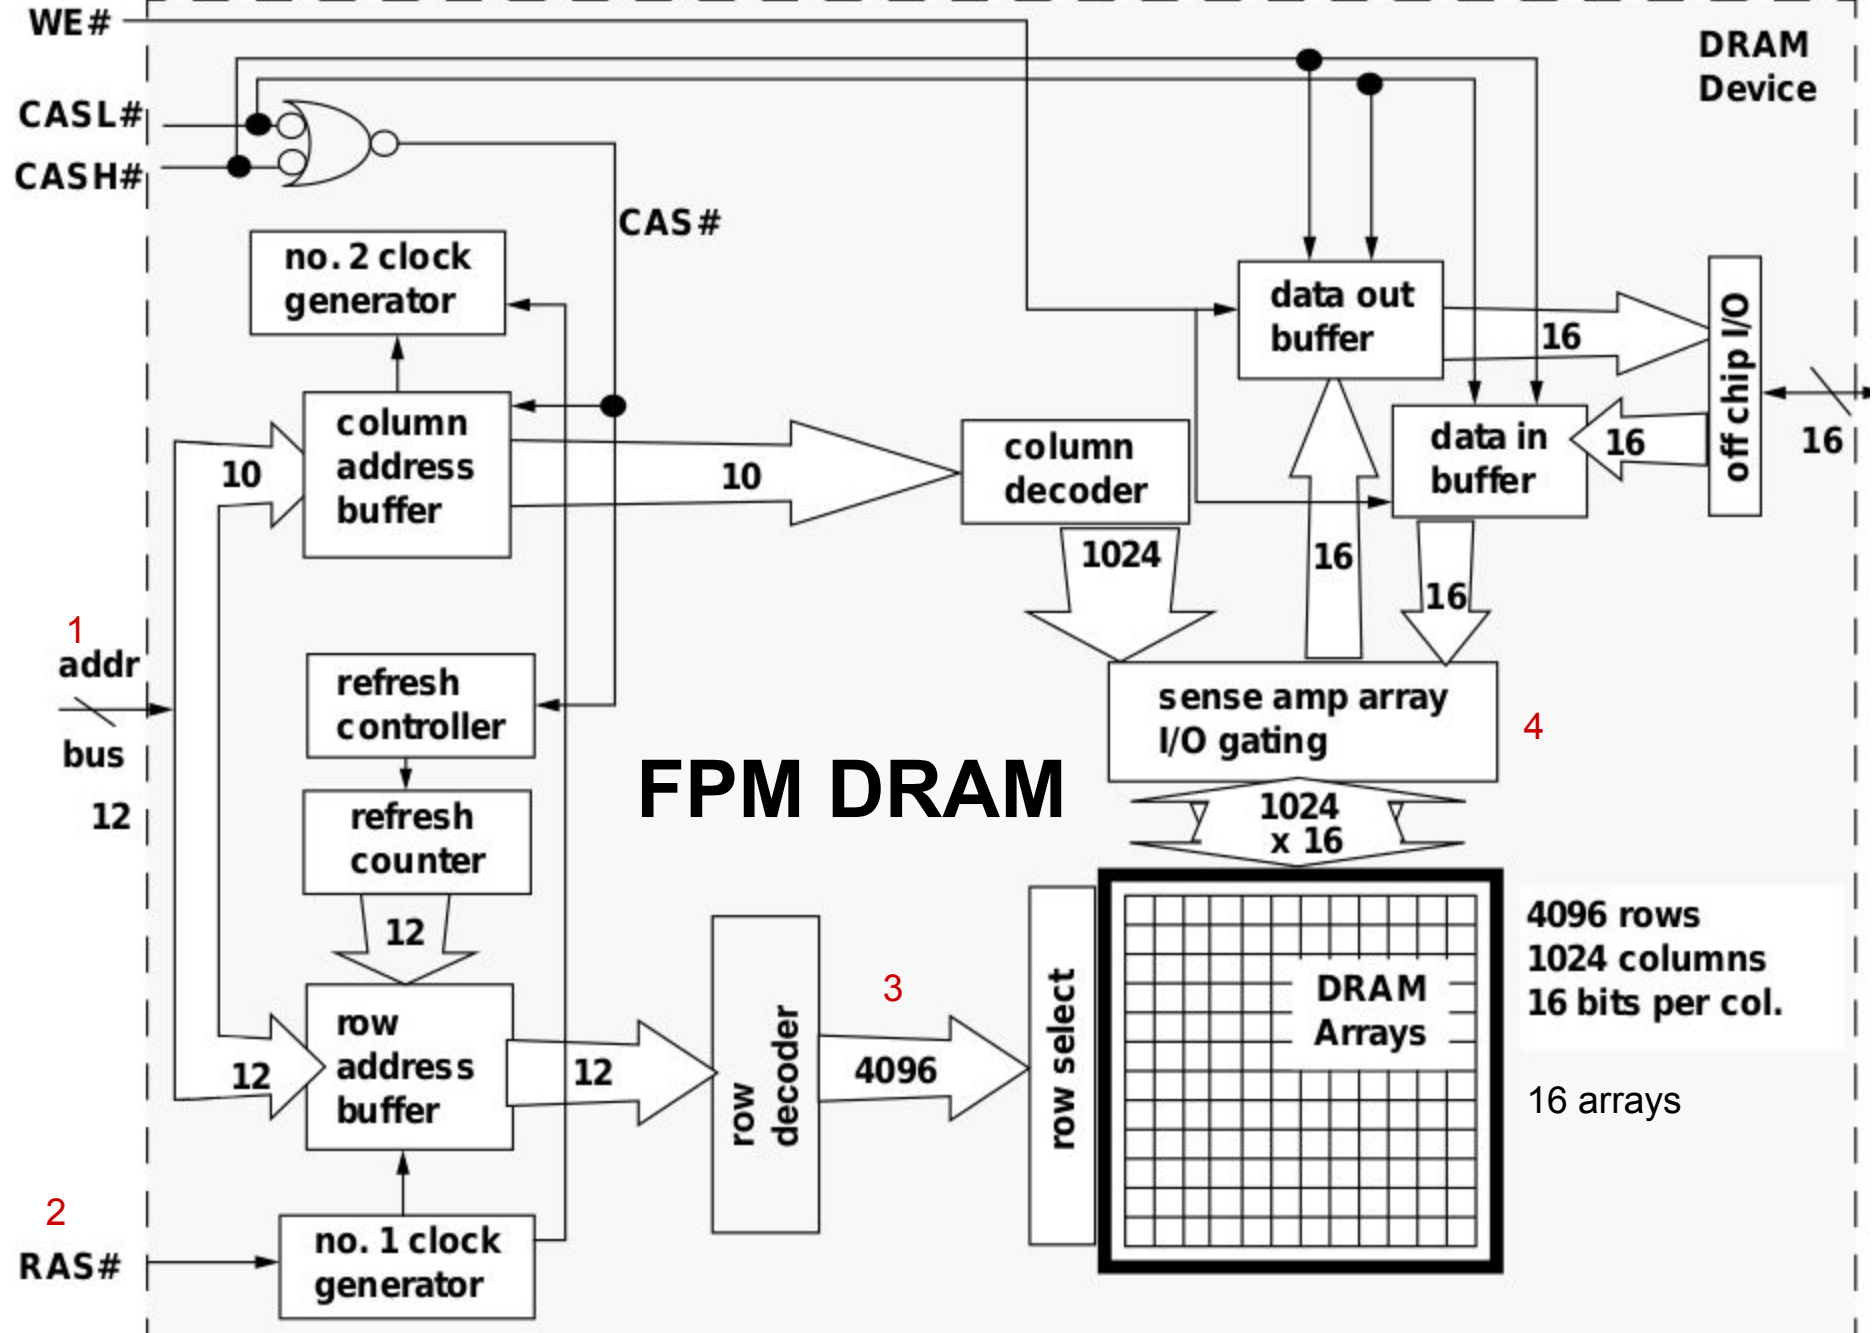 WE#
DRAM
Device
CASL#
CASH#
CAS#
no. 2 clock
generator
data out
buffer
16
off chip I/O
column
address
buffer
10
10
column
decoder
data in
buffer
16
16
1024
16
16
1
addr
bus
12
refresh
controller
sense amp array
I/O gating
4
FPM DRAM
refresh
counter
1024
x 16
12
4096 rows
1024 columns
16 bits per col.
3
row
address
buffer
12
12
row
decoder
4096
row select
DRAM
Arrays
16 arrays
2
RAS#
no. 1 clock
generator